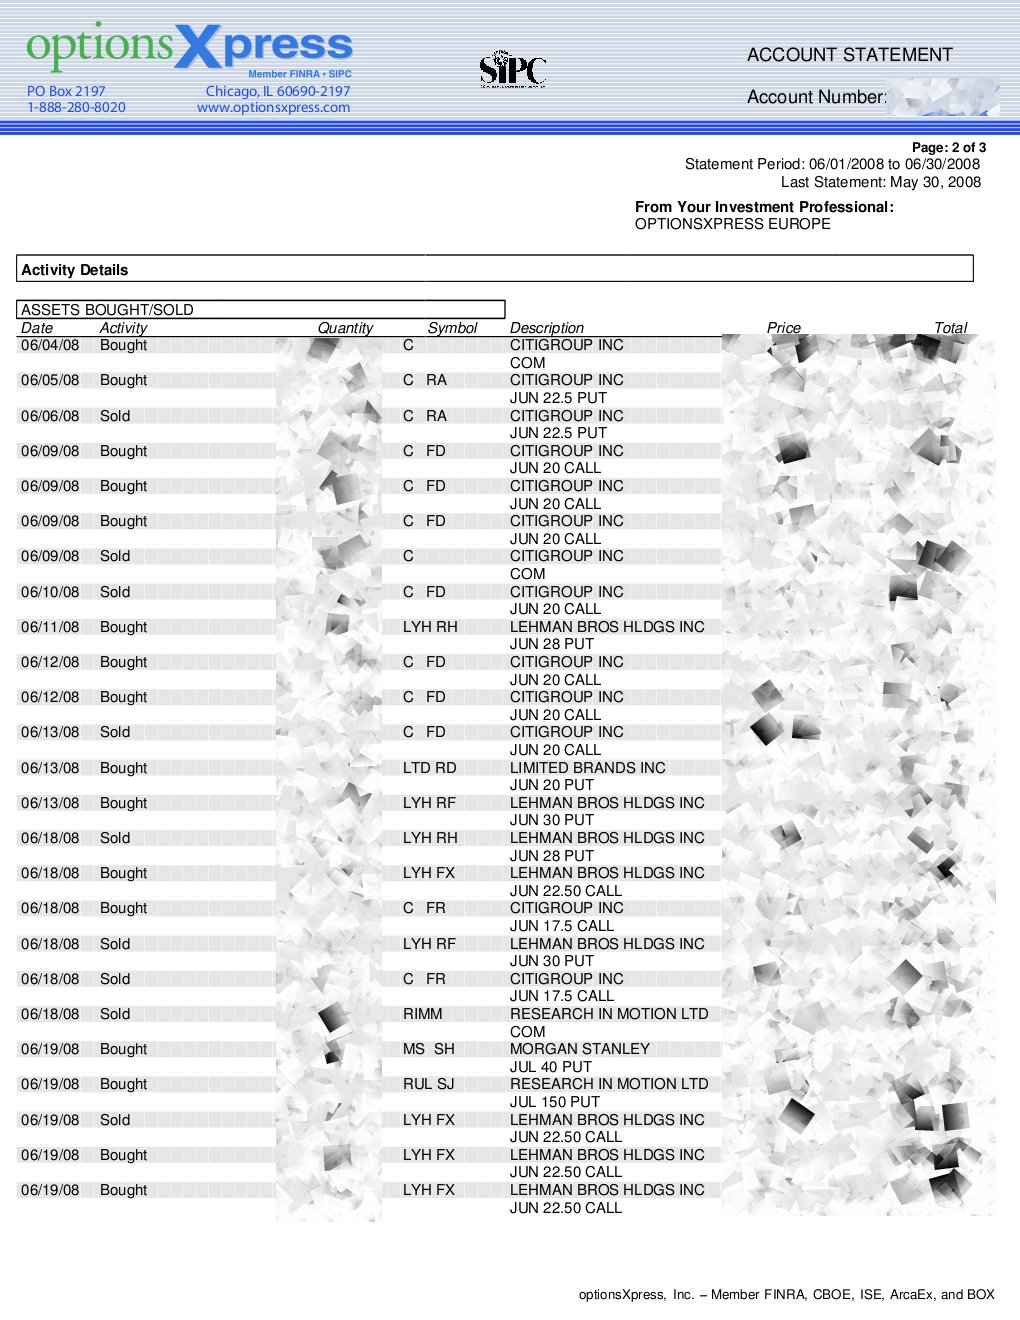 optionsXpress
Member FINRA • SIPC
PO Box 2197 Chicago, IL 60690-2197
1-888-280-8020 www.optionsxpress.com
SIPC
ACCOUNT STATEMENT
Account Number:
Page: 2 of 3
Statement Period: 06/01/2008 to 06/30/2008
Last Statement: May 30, 2008
From Your Investment Professional:
OPTIONSXPRESS EUROPE
Activity Details
ASSETS BOUGHT/SOLD
Date Activity Quantity Symbol Description Price Total
06/04/08 Bought C CITIGROUP INC
COM
06/05/08 Bought C RA CITIGROUP INC
JUN 22.5 PUT
06/06/08 Sold C RA CITIGROUP INC
JUN 22.5 PUT
06/09/08 Bought C FD CITIGROUP INC
JUN 20 CALL
06/09/08 Bought C FD CITIGROUP INC
JUN 20 CALL
06/09/08 Bought C FD CITIGROUP INC
JUN 20 CALL
06/09/08 Sold C CITIGROUP INC
COM
06/10/08 Sold C FD CITIGROUP INC
JUN 20 CALL
06/11/08 Bought LYH RH LEHMAN BROS HLDGS INC
JUN 28 PUT
06/12/08 Bought C FD CITIGROUP INC
JUN 20 CALL
06/12/08 Bought C FD CITIGROUP INC
JUN 20 CALL
06/13/08 Sold C FD CITIGROUP INC
JUN 20 CALL
06/13/08 Bought LTD RD LIMITED BRANDS INC
JUN 20 PUT
06/13/08 Bought LYH RF LEHMAN BROS HLDGS INC
JUN 30 PUT
06/18/08 Sold LYH RH LEHMAN BROS HLDGS INC
JUN 28 PUT
06/18/08 Bought LYH FX LEHMAN BROS HLDGS INC
JUN 22.50 CALL
06/18/08 Bought C FR CITIGROUP INC
JUN 17.5 CALL
06/18/08 Sold LYH RF LEHMAN BROS HLDGS INC
JUN 30 PUT
06/18/08 Sold C FR CITIGROUP INC
JUN 17.5 CALL
06/18/08 Sold RIMM RESEARCH IN MOTION LTD
COM
06/19/08 Bought MS SH MORGAN STANLEY
JUL 40 PUT
06/19/08 Bought RUL SJ RESEARCH IN MOTION LTD
JUL 150 PUT
06/19/08 Sold LYH FX LEHMAN BROS HLDGS INC
JUN 22.50 CALL
06/19/08 Bought LYH FX LEHMAN BROS HLDGS INC
JUN 22.50 CALL
06/19/08 Bought LYH FX LEHMAN BROS HLDGS INC
JUN 22.50 CALL
optionsXpress, Inc. – Member FINRA, CBOE, ISE, ArcaEx, and BOX